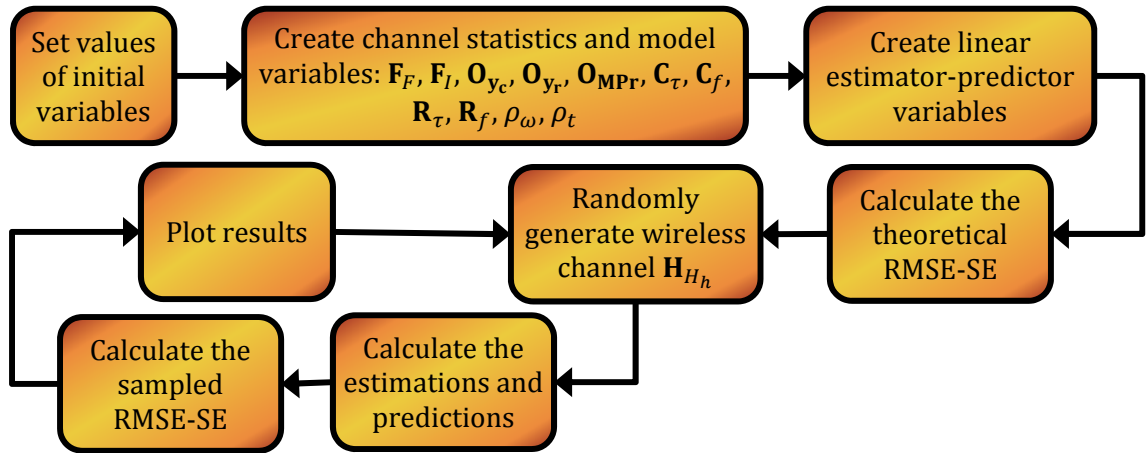 Set values
of initial
variables
Create channel statistics and model
variables: 𝐅_F, 𝐅_I, 𝐎_𝐲𝐜, 𝐎_𝐲𝐫, 𝐎_𝐌𝐏𝐫, 𝐂_τ, 𝐂_f,
𝐑_τ, 𝐑_f, ρ_ω, ρ_t
Create linear
estimator-predictor
variables
Calculate the
theoretical
RMSE-SE
Randomly
generate wireless
channel 𝐇_H_h
Plot results
Calculate the
estimations and
predictions
Calculate the
sampled
RMSE-SE